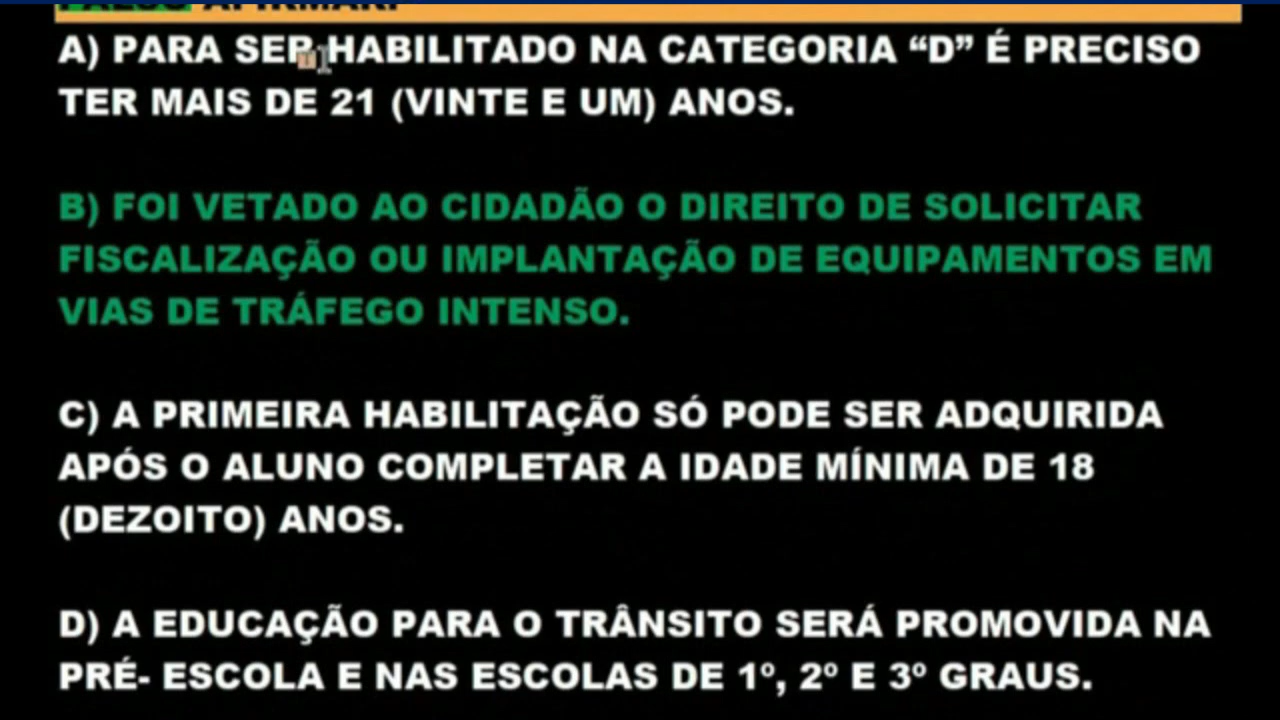 FALSO AFIRMAR:
A) PARA SER HABILITADO NA CATEGORIA “D” É PRECISO
TER MAIS DE 21 (VINTE E UM) ANOS.
B) FOI VETADO AO CIDADÃO O DIREITO DE SOLICITAR
FISCALIZAÇÃO OU IMPLANTAÇÃO DE EQUIPAMENTOS EM
VIAS DE TRÁFEGO INTENSO.
C) A PRIMEIRA HABILITAÇÃO SÓ PODE SER ADQUIRIDA
APÓS O ALUNO COMPLETAR A IDADE MÍNIMA DE 18
(DEZOITO) ANOS.
D) A EDUCAÇÃO PARA O TRÂNSITO SERÁ PROMOVIDA NA
PRÉ- ESCOLA E NAS ESCOLAS DE 1º, 2º E 3º GRAUS.